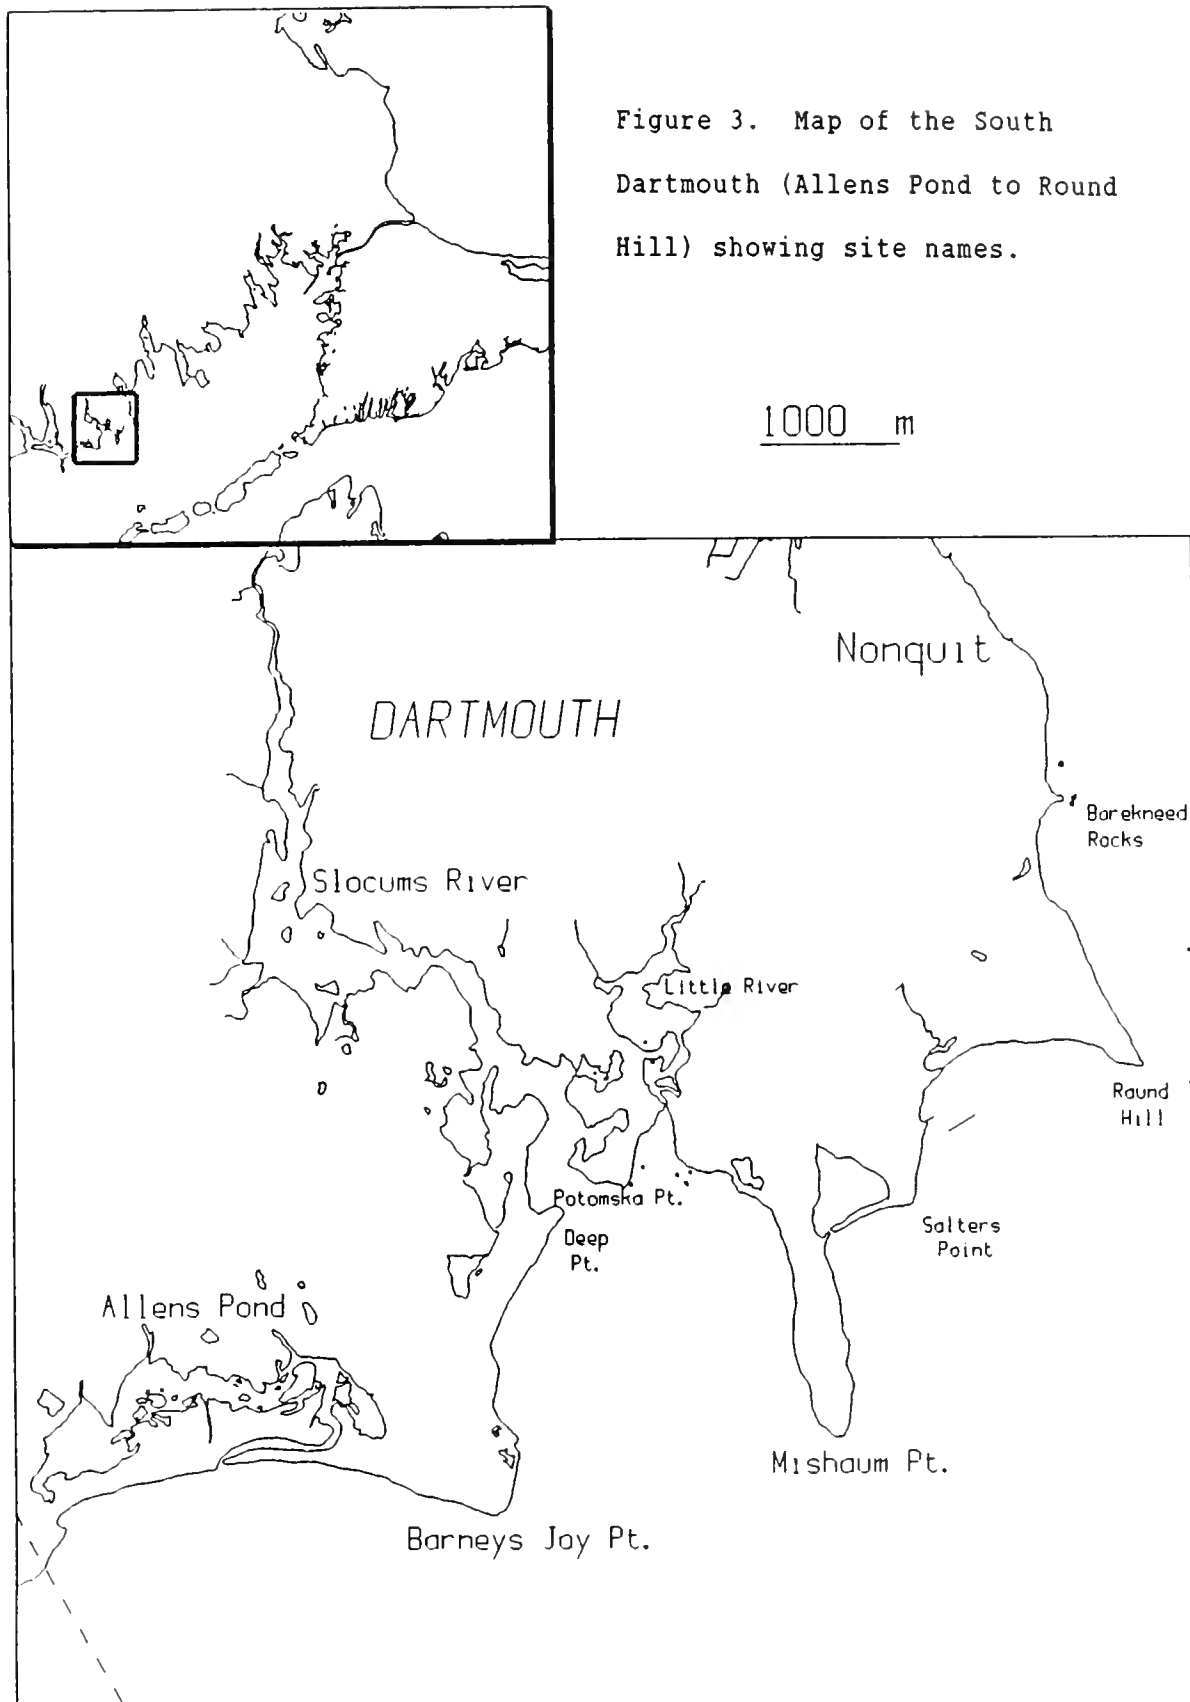 Figure 3. Map of the South
Dartmouth (Allens Pond to Round
Hill) showing site names.
1000 m
Nonquit
DARTMOUTH
Barekneed
Rocks
Slocums River
Little River
Round
Hill
Potomska Pt.
Salters
Point
Deep
Pt.
Allens Pond
Mishaum Pt.
Barneys Joy Pt.